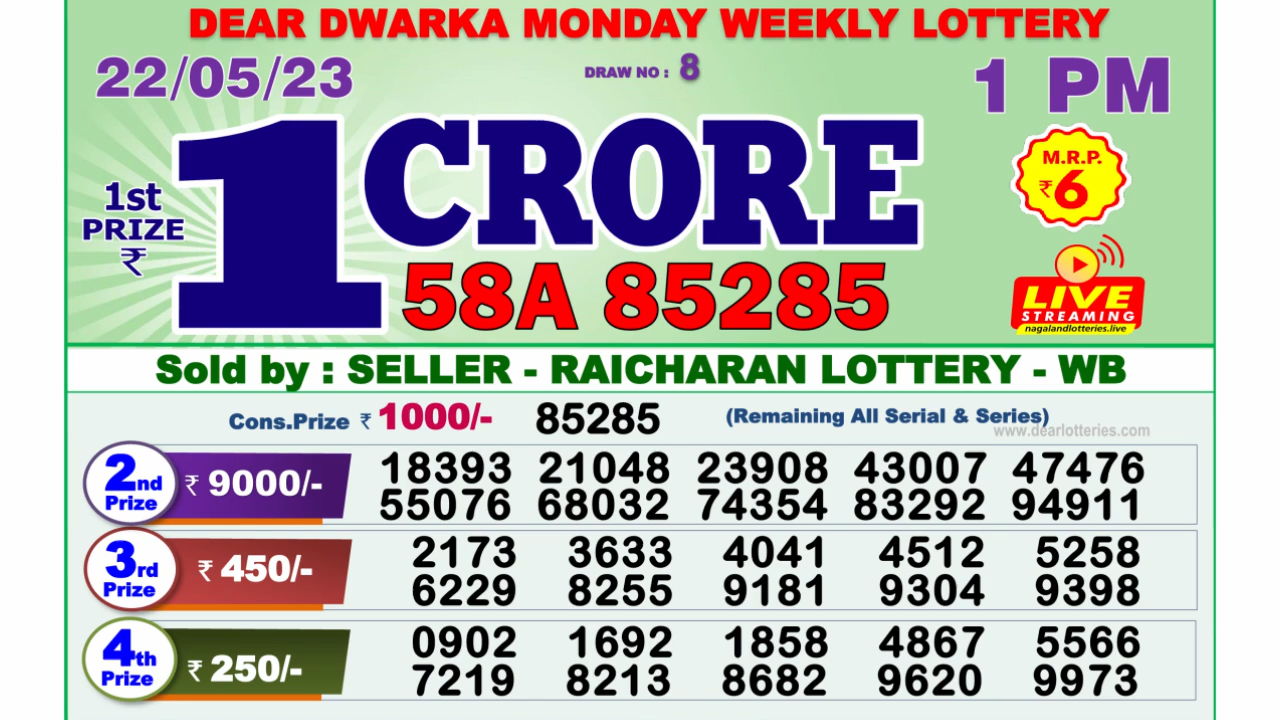 DEAR DWARKA MONDAY WEEKLY LOTTERY
22/05/23
DRAW NO : 8
1 PM
1st
PRIZE
₹
1 CRORE
M.R.P.
₹6
58A 85285
LIVE
STREAMING
nagalandlotteries.live
Sold by : SELLER - RAICHARAN LOTTERY - WB
Cons.Prize ₹ 1000/- 85285 (Remaining All Serial & Series)
www.dearlotteries.com
2nd Prize ₹ 9000/-
18393 21048 23908 43007 47476
55076 68032 74354 83292 94911
3rd Prize ₹ 450/-
2173 3633 4041 4512 5258
6229 8255 9181 9304 9398
4th Prize ₹ 250/-
0902 1692 1858 4867 5566
7219 8213 8682 9620 9973